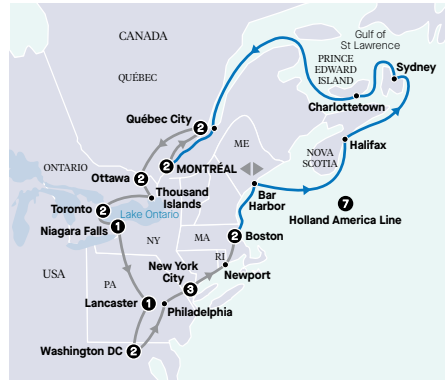 CANADA
Gulf of
St Lawrence
PRINCE
EDWARD
ISLAND
Sydney
QUÉBEC
Charlottetown
Québec City 2
ME
NOVA
SCOTIA
Halifax
ONTARIO
2 MONTRÉAL
Ottawa
2
Thousand
Islands
Bar
Harbor
7
Holland America Line
Toronto 2
Lake Ontario
Niagara Falls 1
NY
MA
2 Boston
USA
RI
New York
City
3
Newport
PA
Lancaster 1
Philadelphia
Washington DC 2